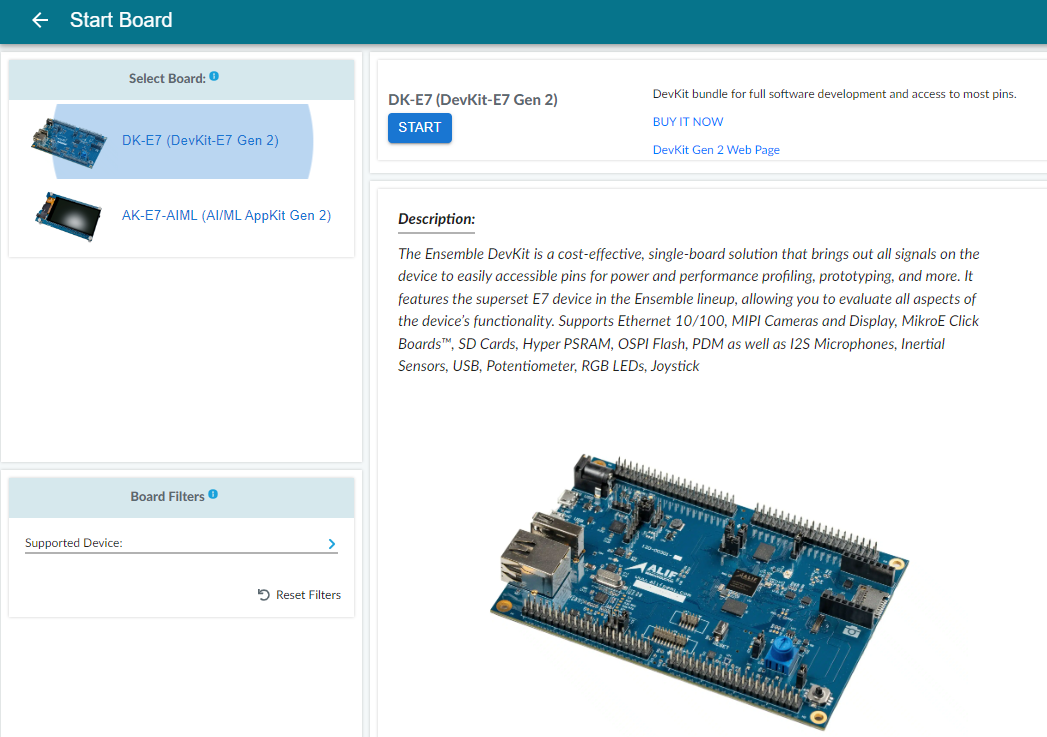 Start Board
Select Board:
DK-E7 (DevKit-E7 Gen 2)
AK-E7-AIML (AI/ML AppKit Gen 2)
Board Filters
Supported Device:
Reset Filters
DK-E7 (DevKit-E7 Gen 2)
START
DevKit bundle for full software development and access to most pins.
BUY IT NOW
DevKit Gen 2 Web Page
Description:
The Ensemble DevKit is a cost-effective, single-board solution that brings out all signals on the
device to easily accessible pins for power and performance profiling, prototyping, and more. It
features the superset E7 device in the Ensemble lineup, allowing you to evaluate all aspects of
the device's functionality. Supports Ethernet 10/100, MIPI Cameras and Display, MikroE Click
Boards™, SD Cards, Hyper PSRAM, OSPI Flash, PDM as well as I2S Microphones, Inertial
Sensors, USB, Potentiometer, RGB LEDs, Joystick
ALIF
ALIF